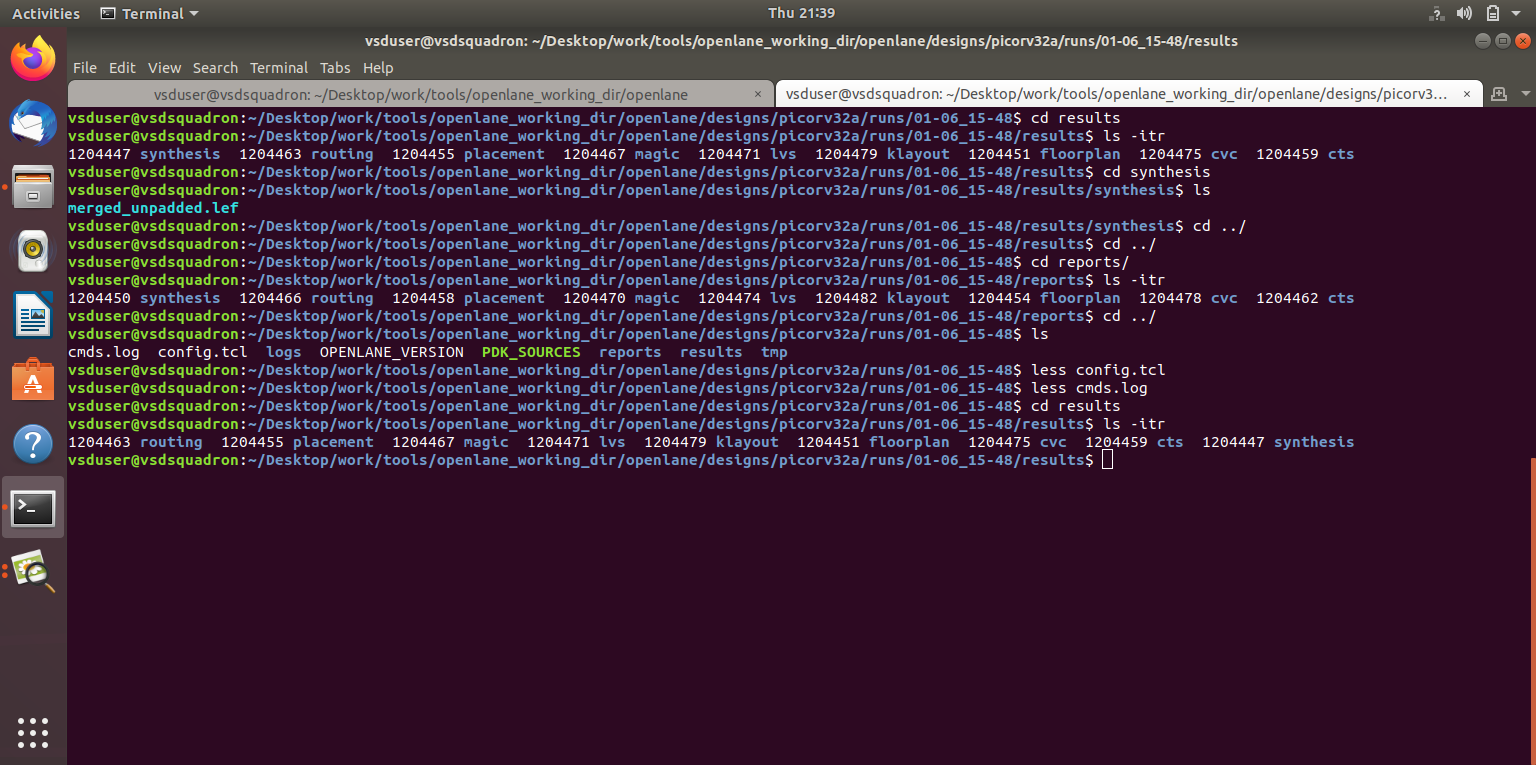 Activities Terminal Thu 21:39
vsduser@vsdsquadron: ~/Desktop/work/tools/openlane_working_dir/openlane/designs/picorv32a/runs/01-06_15-48/results
File Edit View Search Terminal Tabs Help
vsduser@vsdsquadron: ~/Desktop/work/tools/openlane_working_dir/openlane × vsduser@vsdsquadron: ~/Desktop/work/tools/openlane_working_dir/openlane/designs/picorv3... ×
vsduser@vsdsquadron:~/Desktop/work/tools/openlane_working_dir/openlane/designs/picorv32a/runs/01-06_15-48$ cd results
vsduser@vsdsquadron:~/Desktop/work/tools/openlane_working_dir/openlane/designs/picorv32a/runs/01-06_15-48/results$ ls -itr
1204447 synthesis 1204463 routing 1204455 placement 1204467 magic 1204471 lvs 1204479 klayout 1204451 floorplan 1204475 cvc 1204459 cts
vsduser@vsdsquadron:~/Desktop/work/tools/openlane_working_dir/openlane/designs/picorv32a/runs/01-06_15-48/results$ cd synthesis
vsduser@vsdsquadron:~/Desktop/work/tools/openlane_working_dir/openlane/designs/picorv32a/runs/01-06_15-48/results/synthesis$ ls
merged_unpadded.lef
vsduser@vsdsquadron:~/Desktop/work/tools/openlane_working_dir/openlane/designs/picorv32a/runs/01-06_15-48/results/synthesis$ cd ../
vsduser@vsdsquadron:~/Desktop/work/tools/openlane_working_dir/openlane/designs/picorv32a/runs/01-06_15-48/results$ cd ../
vsduser@vsdsquadron:~/Desktop/work/tools/openlane_working_dir/openlane/designs/picorv32a/runs/01-06_15-48$ cd reports/
vsduser@vsdsquadron:~/Desktop/work/tools/openlane_working_dir/openlane/designs/picorv32a/runs/01-06_15-48/reports$ ls -itr
1204450 synthesis 1204466 routing 1204458 placement 1204470 magic 1204474 lvs 1204482 klayout 1204454 floorplan 1204478 cvc 1204462 cts
vsduser@vsdsquadron:~/Desktop/work/tools/openlane_working_dir/openlane/designs/picorv32a/runs/01-06_15-48/reports$ cd ../
vsduser@vsdsquadron:~/Desktop/work/tools/openlane_working_dir/openlane/designs/picorv32a/runs/01-06_15-48$ ls
cmds.log config.tcl logs OPENLANE_VERSION PDK_SOURCES reports results tmp
vsduser@vsdsquadron:~/Desktop/work/tools/openlane_working_dir/openlane/designs/picorv32a/runs/01-06_15-48$ less config.tcl
vsduser@vsdsquadron:~/Desktop/work/tools/openlane_working_dir/openlane/designs/picorv32a/runs/01-06_15-48$ less cmds.log
vsduser@vsdsquadron:~/Desktop/work/tools/openlane_working_dir/openlane/designs/picorv32a/runs/01-06_15-48$ cd results
vsduser@vsdsquadron:~/Desktop/work/tools/openlane_working_dir/openlane/designs/picorv32a/runs/01-06_15-48/results$ ls -itr
1204463 routing 1204455 placement 1204467 magic 1204471 lvs 1204479 klayout 1204451 floorplan 1204475 cvc 1204459 cts 1204447 synthesis
vsduser@vsdsquadron:~/Desktop/work/tools/openlane_working_dir/openlane/designs/picorv32a/runs/01-06_15-48/results$